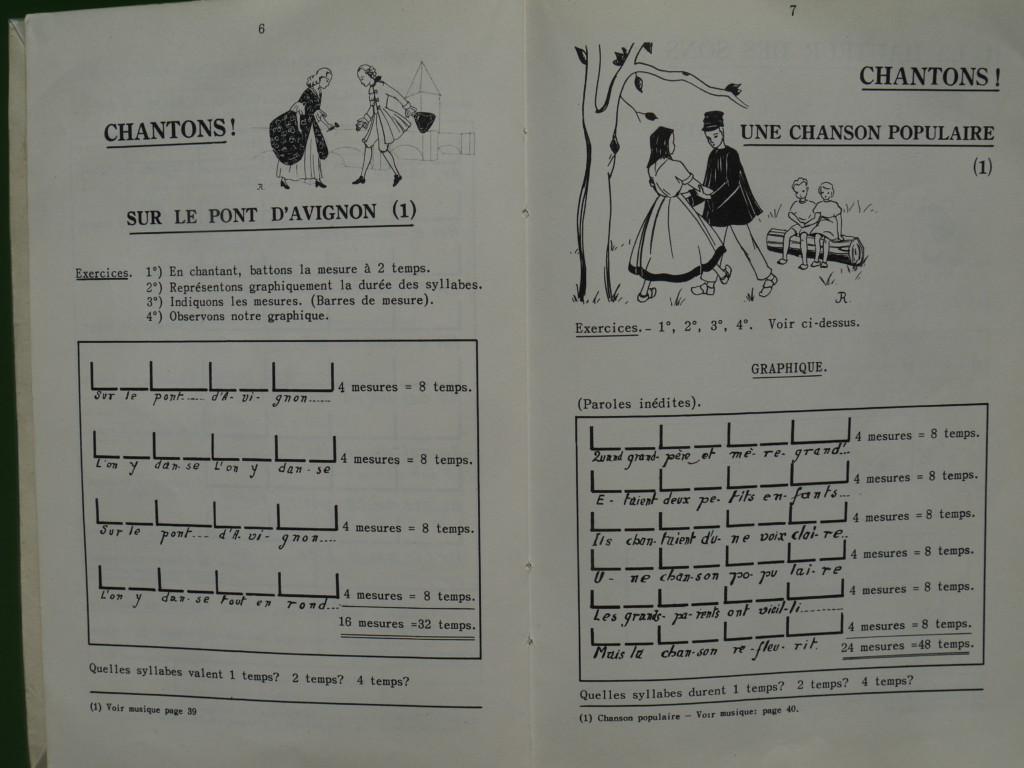 6
CHANTONS!
R.
SUR LE PONT D'AVIGNON (1)
Exercices. 1°) En chantant, battons la mesure à 2 temps.
2°) Représentons graphiquement la durée des syllabes.
3°) Indiquons les mesures. (Barres de mesure).
4°) Observons notre graphique.
4 mesures = 8 temps.
Sur le pont..... d'A- vi- gnon......
4 mesures = 8 temps.
L'on y dan-se L'on y dan-se
4 mesures = 8 temps.
Sur le pont.... d'A- vi- gnon.....
4 mesures = 8 temps.
L'on y dan-se tout en rond....
16 mesures =32 temps.
Quelles syllabes valent 1 temps? 2 temps? 4 temps?
(1) Voir musique page 39
7
CHANTONS!
UNE CHANSON POPULAIRE
(1)
R.
Exercices.- 1°, 2°, 3°, 4°. Voir ci-dessus.
GRAPHIQUE.
(Paroles inédites).
4 mesures = 8 temps.
Quand grand- père et mè- re- grand'..
4 mesures = 8 temps.
E- taient deux pe- tits en- fants...
4 mesures = 8 temps.
Ils chan- taient d'u- ne voix clai- re..
4 mesures = 8 temps.
U- ne chan-son po- pu lai- re
4 mesures = 8 temps.
Les grands- pa- rents ont vieil- li..........
4 mesures = 8 temps.
Mais la chan-son re- fleu- rit.
24 mesures =48 temps.
Quelles syllabes durent 1 temps? 2 temps? 4 temps?
(1) Chanson populaire - Voir musique: page 40.